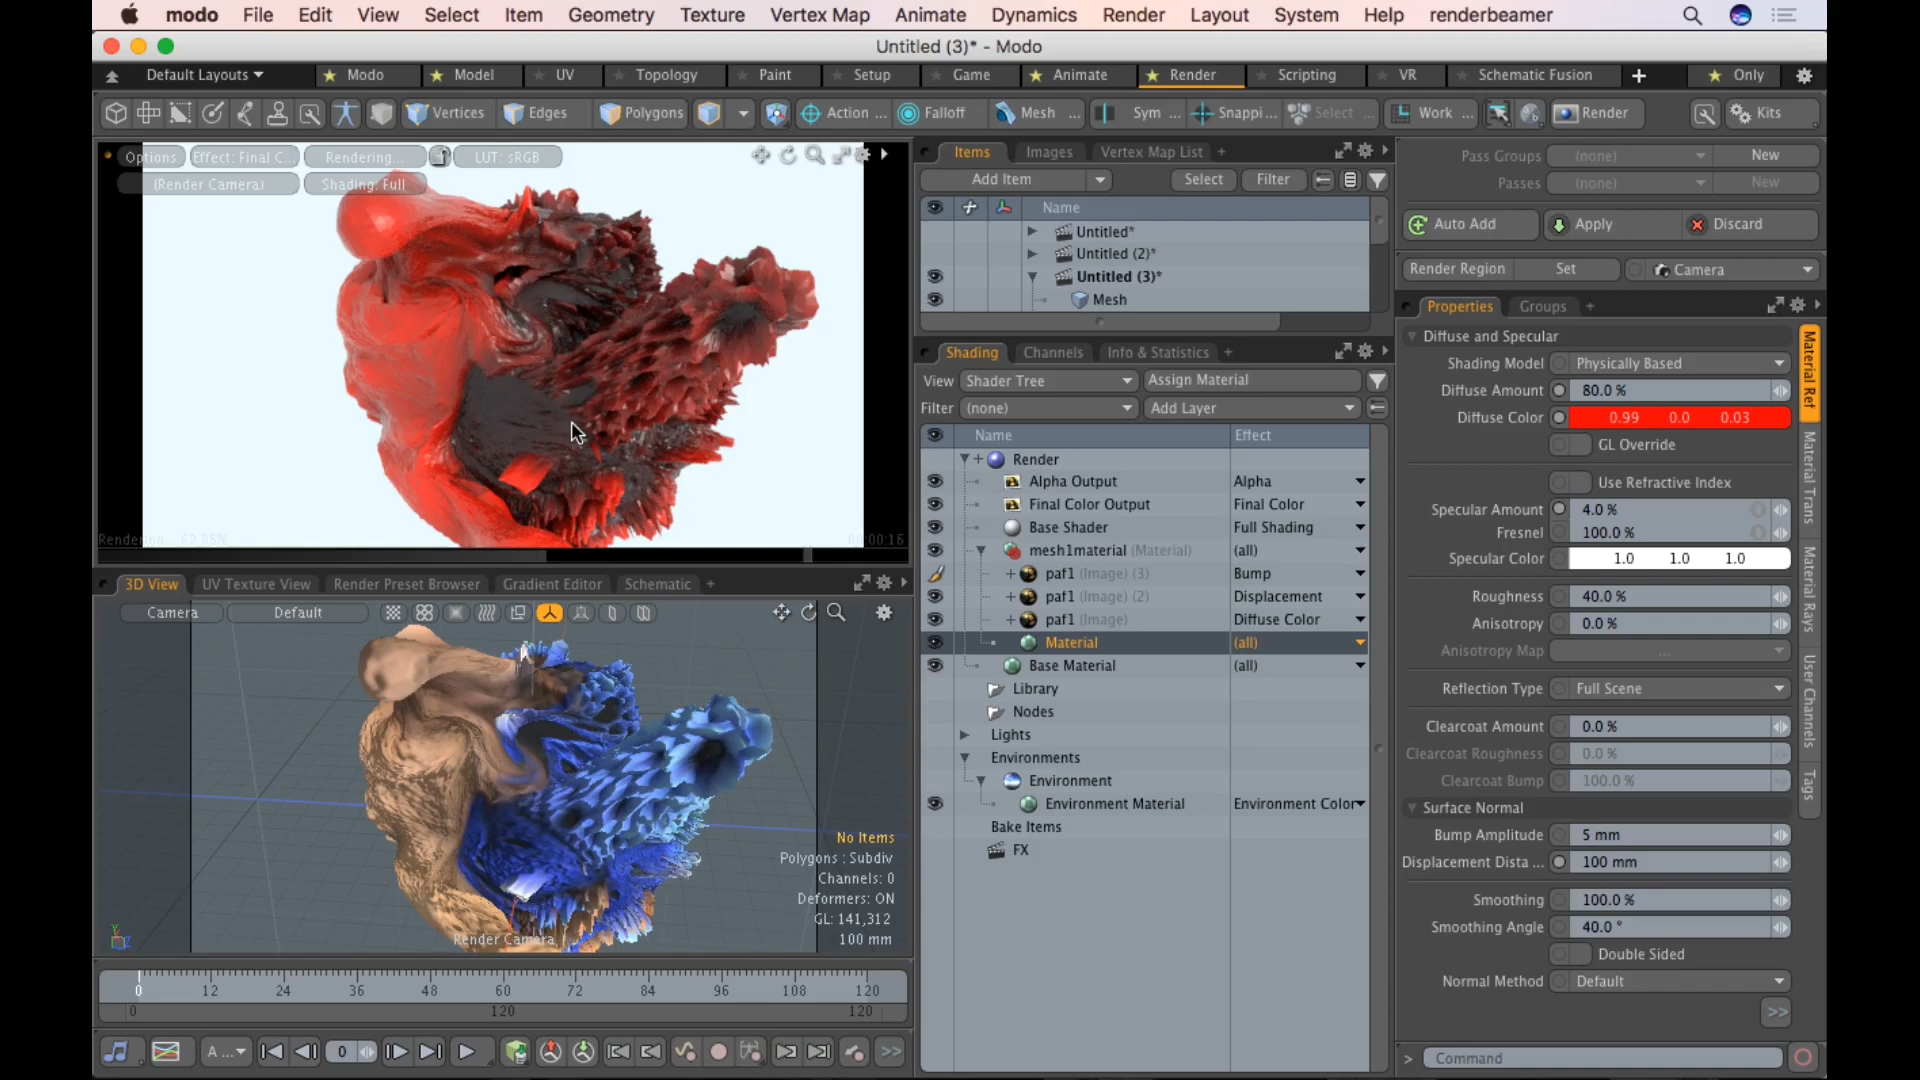 modo File Edit View Select Item Geometry Texture Vertex Map Animate Dynamics Render Layout System Help renderbeamer
Untitled (3)* - Modo
Default Layouts Modo Model UV Topology Paint Setup Game Animate Render Scripting VR Schematic Fusion + Only
Vertices Edges Polygons Action ... Falloff Mesh ... Sym ... Snappi... Select ... Work ... Render Kits
Options Effect: Final C... Rendering... LUT: sRGB
(Render Camera) Shading: Full
00:00:16
Items Images Vertex Map List +
Add Item Select Filter
Name
Untitled*
Untitled (2)*
Untitled (3)*
Mesh
Shading Channels Info & Statistics +
View Shader Tree Assign Material
Filter (none) Add Layer
Name Effect
Render
Alpha Output Alpha
Final Color Output Final Color
Base Shader Full Shading
mesh1material (Material) (all)
paf1 (Image) (3) Bump
paf1 (Image) (2) Displacement
paf1 (Image) Diffuse Color
Material (all)
Base Material (all)
Library
Nodes
Lights
Environments
Environment
Environment Material Environment Color
Bake Items
FX
Pass Groups (none) New
Passes (none) New
Auto Add Apply Discard
Render Region Set Camera
Properties Groups +
Diffuse and Specular
Shading Model Physically Based
Diffuse Amount 80.0 %
Diffuse Color 0.99 0.0 0.03
GL Override
Use Refractive Index
Specular Amount 4.0 %
Fresnel 100.0 %
Specular Color 1.0 1.0 1.0
Roughness 40.0 %
Anisotropy 0.0 %
Anisotropy Map ...
Reflection Type Full Scene
Clearcoat Amount 0.0 %
Clearcoat Roughness 0.0 %
Clearcoat Bump 100.0 %
Surface Normal
Bump Amplitude 5 mm
Displacement Dista ... 100 mm
Smoothing 100.0 %
Smoothing Angle 40.0 °
Double Sided
Normal Method Default
>>
Material Ref
Material Trans
Material Rays
User Channels
Tags
> Command
3D View UV Texture View Render Preset Browser Gradient Editor Schematic +
Camera Default
No Items
Polygons : Subdiv
Channels: 0
Deformers: ON
GL: 141,312
100 mm
Render Camera
Y
Z
0 12 24 36 48 60 72 84 96 108 120
0 120 120
A ... 0 >>